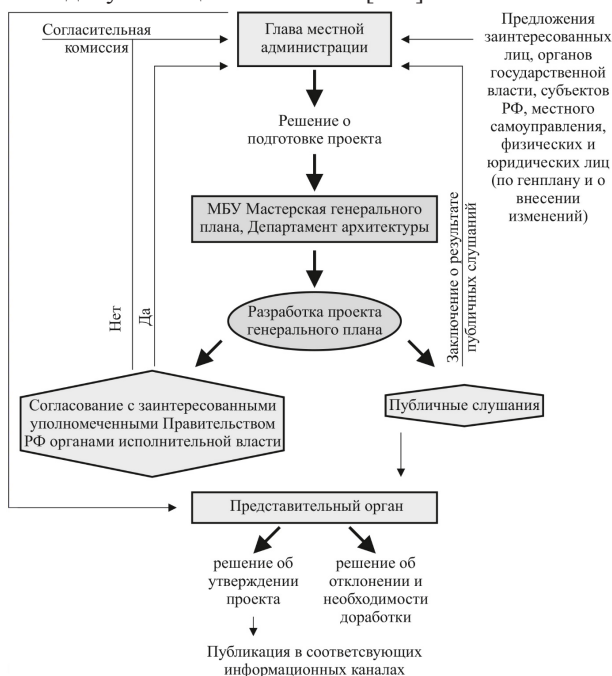 Согласительная
комиссия
Глава местной
администрации
Предложения
заинтересованных
лиц, органов
государственной
власти, субъектов
РФ, местного
самоуправления,
физических и
юридических лиц
(по генплану и о
внесении
изменений)
Решение о
подготовке проекта
МБУ Мастерская генерального
плана, Департамент архитектуры
Нет
Да
Разработка проекта
генерального плана
Заключение о результате
публичных слушаний
Согласование с заинтересованными
уполномеченными Правительством
РФ органами исполнительной власти
Публичные слушания
Представительный орган
решение об
утверждении
проекта
решение об
отклонении и
необходимости
доработки
Публикация в соответсвующих
информационных каналах